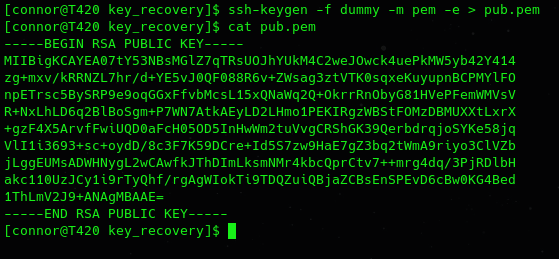 [connor@T420 key_recovery]$ ssh-keygen -f dummy -m pem -e > pub.pem
[connor@T420 key_recovery]$ cat pub.pem
-----BEGIN RSA PUBLIC KEY-----
MIIBigKCAYEA07tY53NBsMGlZ7qTRsUOJhYUkM4C2weJOwck4uePkMW5yb42Y414
zg+mxv/kRRNZL7hr/d+YE5vJ0QF088R6v+ZWsag3ztVTK0sqxeKuyupnBCPMYlFO
npETrsc5BySRP9e9oqGGxFfvbMcsL15xQNaWq2Q+OkrrRnObyG81HVePFemWMVsV
R+NxLhLD6q2BlBoSgm+P7WN7AtkAEyLD2LHmo1PEKIRgzWBStFOMzDBMUXXtLxrX
+gzF4X5ArvfFwiUQD0aFcH05OD5InHwWm2tuVvgCRShGK39QerbdrqjoSYKe58jq
VlI1i3693+sc+oydD/8c3F7K59DCre+Id5S7zw9HaE7gZ3bq2tWmA9riyo3ClVZb
jLggEUMsADWHNygL2wCAwfkJThDImLksmNMr4kbcQprCtv7++mrg4dq/3PjRDlbH
akc110UzJCy1i9rTyQhf/rgAgWIokTi9TDQZuiQBjaZCBsEnSPEvD6cBw0KG4Bed
1ThLmV2J9+ANAgMBAAE=
-----END RSA PUBLIC KEY-----
[connor@T420 key_recovery]$